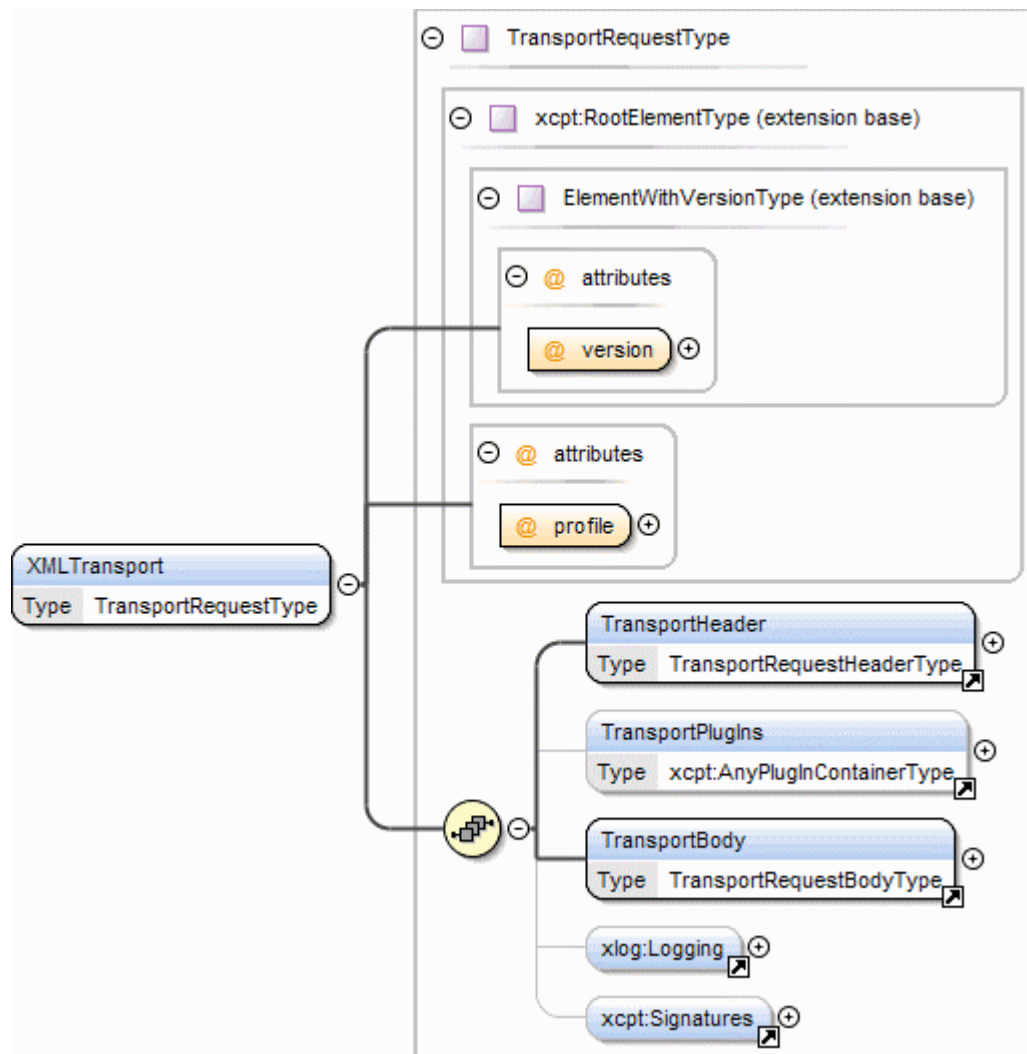 TransportRequestType
xcpt:RootElementType (extension base)
ElementWithVersionType (extension base)
@ attributes
@ version
@ attributes
@ profile
XMLTransport
Type TransportRequestType
TransportHeader
Type TransportRequestHeaderType
TransportPlugIns
Type xcpt:AnyPlugInContainerType
TransportBody
Type TransportRequestBodyType
xlog:Logging
xcpt:Signatures